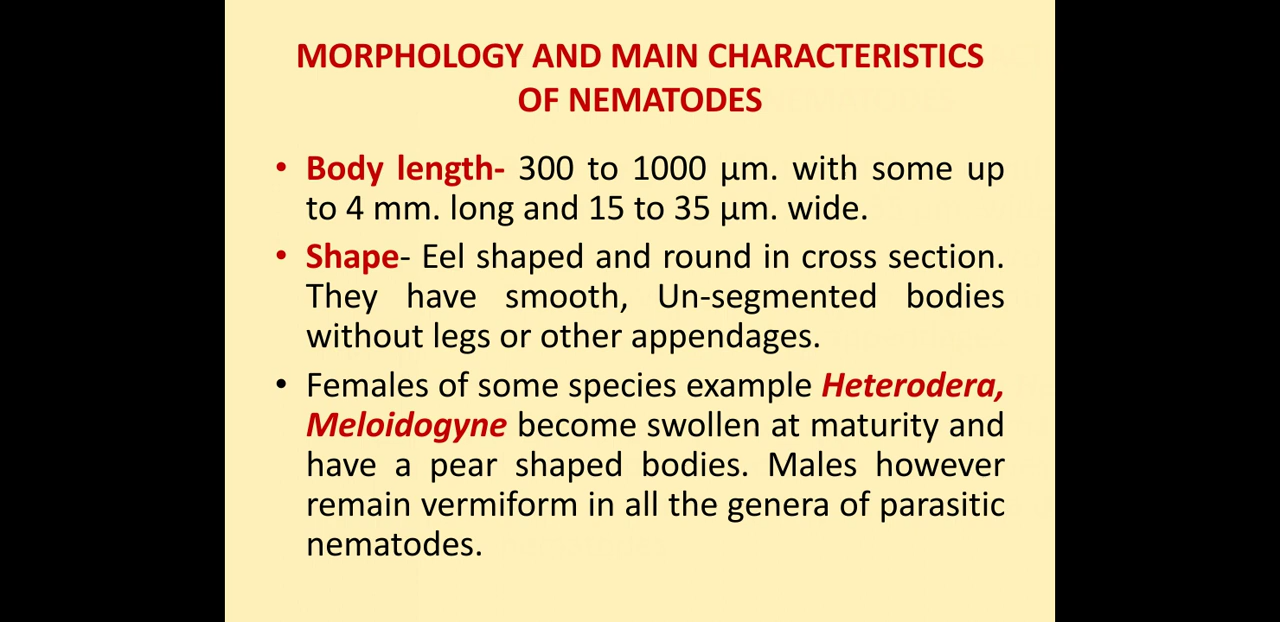 MORPHOLOGY AND MAIN CHARACTERISTICS
OF NEMATODES
• Body length- 300 to 1000 µm. with some up
to 4 mm. long and 15 to 35 µm. wide.
• Shape- Eel shaped and round in cross section.
They have smooth, Un-segmented bodies
without legs or other appendages.
• Females of some species example Heterodera,
Meloidogyne become swollen at maturity and
have a pear shaped bodies. Males however
remain vermiform in all the genera of parasitic
nematodes.